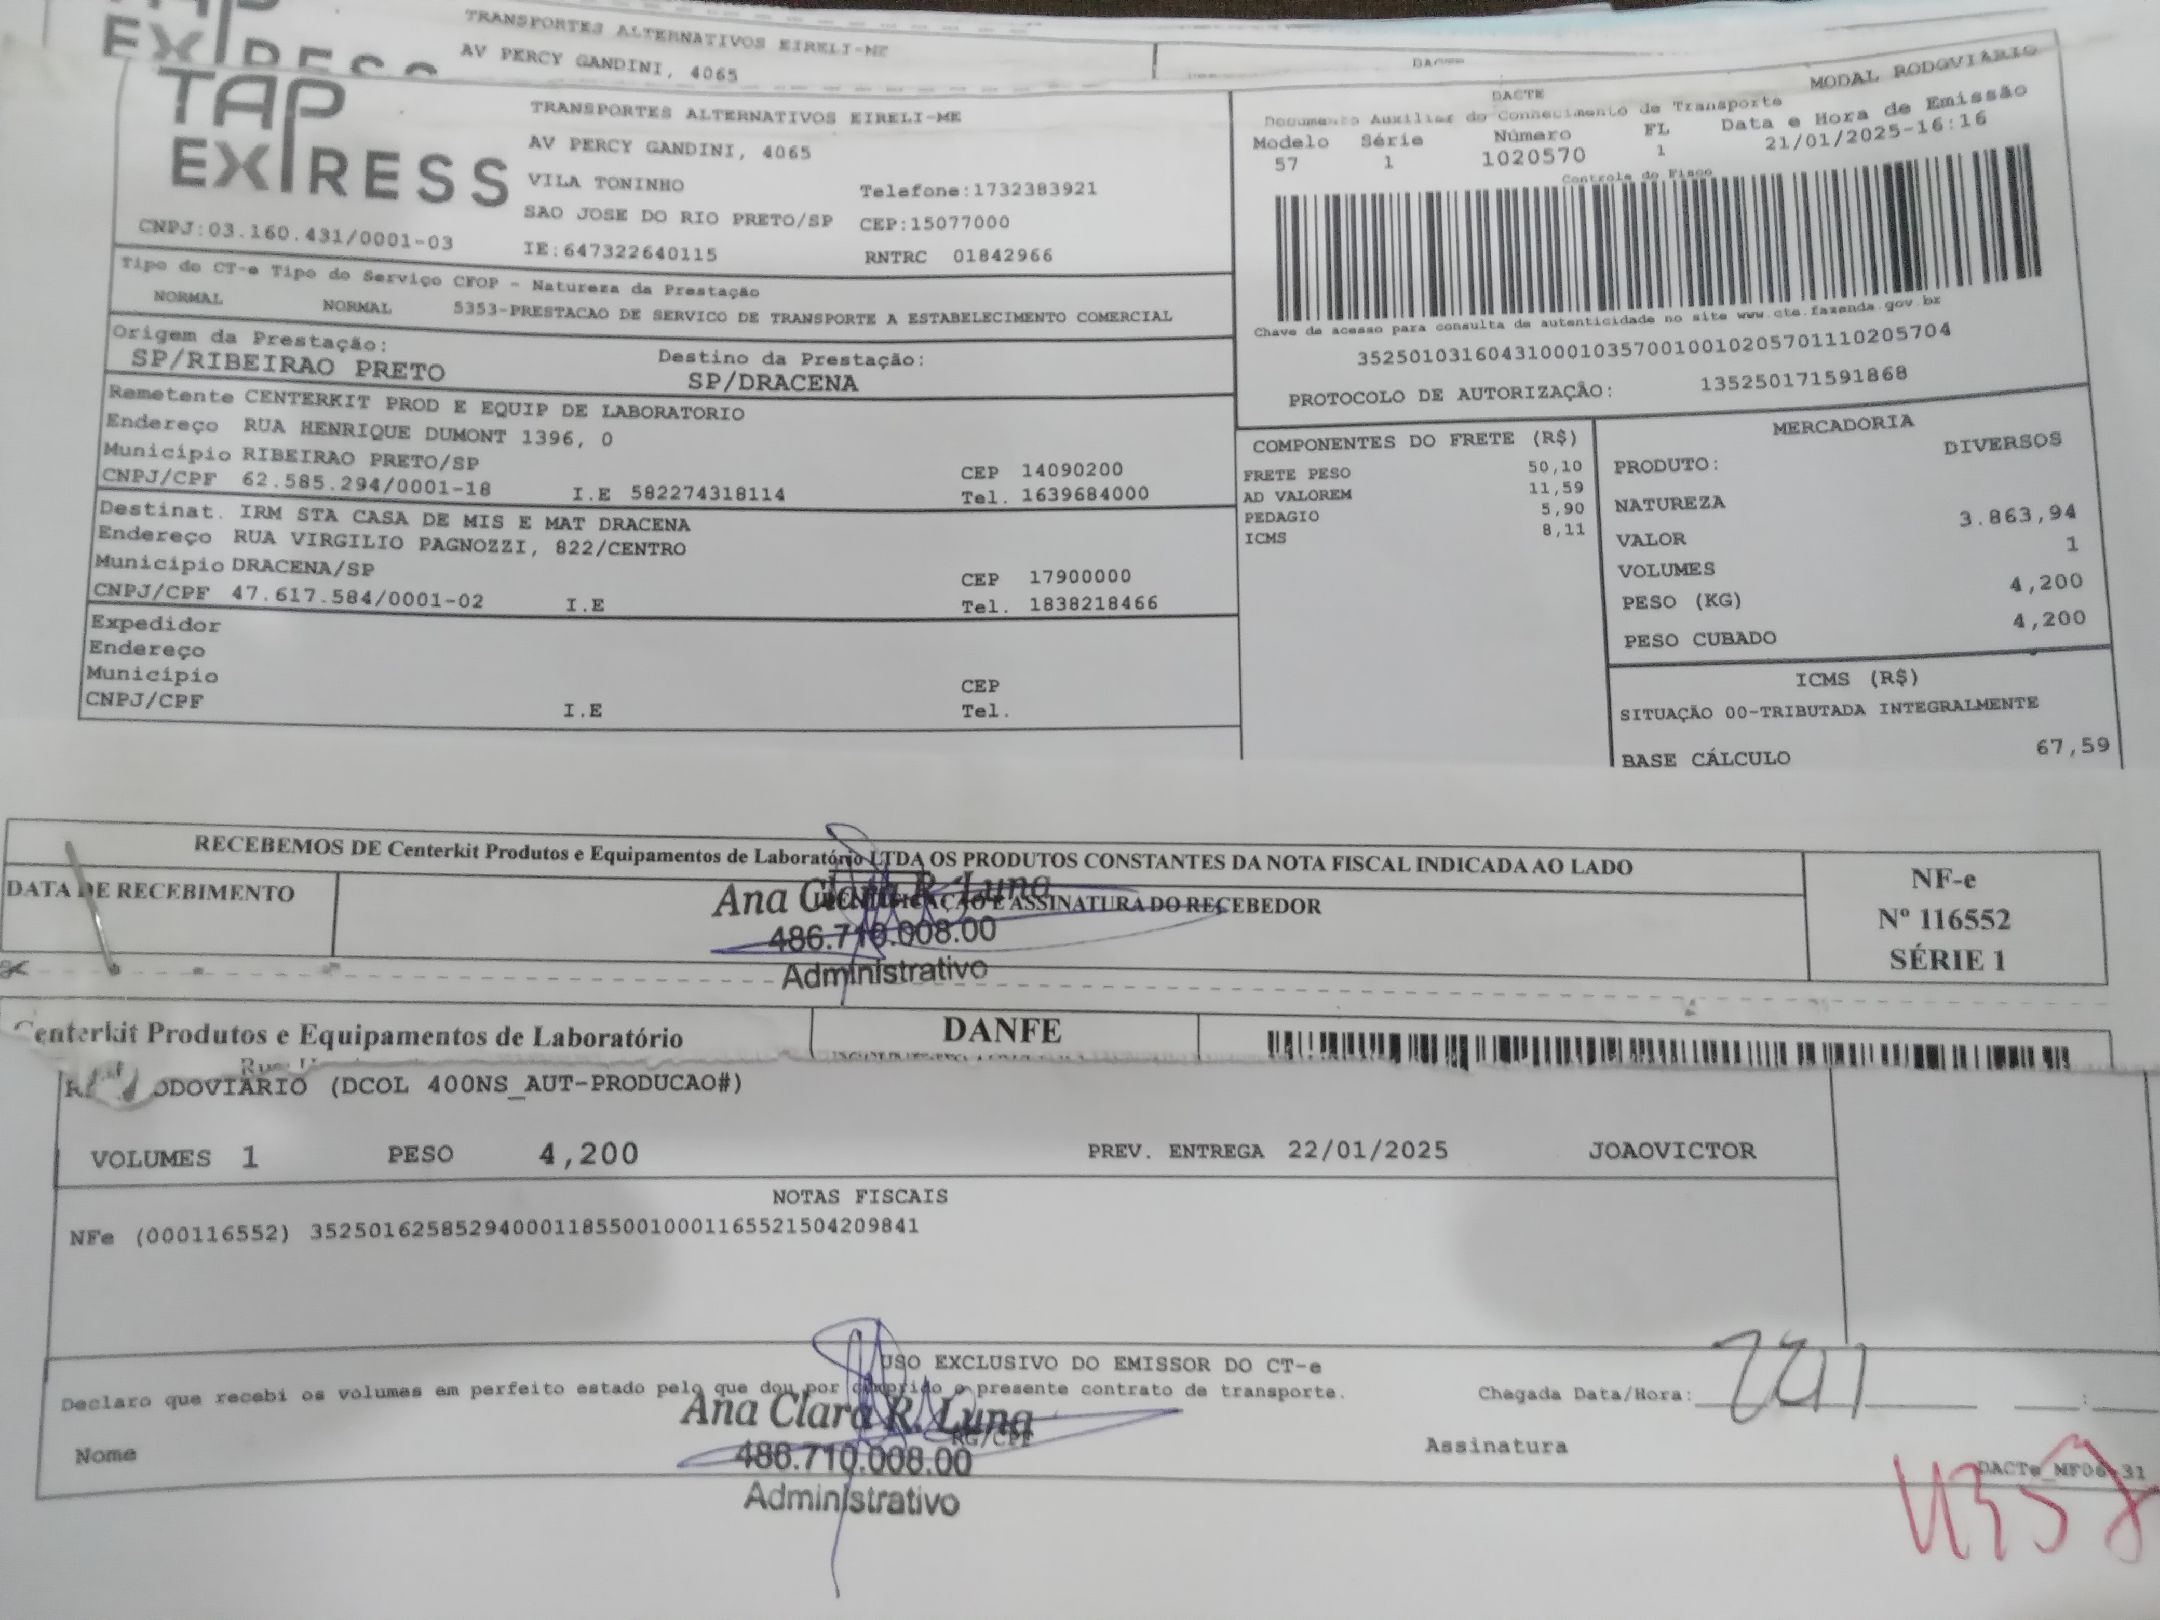 EXPRESS
TRANSPORTES ALTERNATIVOS EIRELI-ME
AV PERCY GANDINI, 4065
TAP
EXPRESS
CNPJ:03.160.431/0001-03
TRANSPORTES ALTERNATIVOS EIRELI-ME
AV PERCY GANDINI, 4065
VILA TONINHO Telefone:1732383921
SAO JOSE DO RIO PRETO/SP CEP:15077000
IE:647322640115 RNTRC 01842966
DACTE MODAL RODOVIÁRIO
Documento Auxiliar do Conhecimento de Transporte
Modelo Série Número FL Data e Hora de Emissão
57 1 1020570 1 21/01/2025-16:16
Controle do Fisco
Chave de acesso para consulta de autenticidade no site www.cte.fazenda.gov.br
35250103160431000103570010010205701110205704
PROTOCOLO DE AUTORIZAÇÃO: 135250171591868
Tipo do CT-e Tipo do Serviço CFOP - Natureza da Prestação
NORMAL NORMAL 5353-PRESTACAO DE SERVICO DE TRANSPORTE A ESTABELECIMENTO COMERCIAL
Origem da Prestação: Destino da Prestação:
SP/RIBEIRAO PRETO SP/DRACENA
Remetente CENTERKIT PROD E EQUIP DE LABORATORIO
Endereço RUA HENRIQUE DUMONT 1396, 0
Município RIBEIRAO PRETO/SP CEP 14090200
CNPJ/CPF 62.585.294/0001-18 I.E 582274318114 Tel. 1639684000
Destinat. IRM STA CASA DE MIS E MAT DRACENA
Endereço RUA VIRGILIO PAGNOZZI, 822/CENTRO
Município DRACENA/SP CEP 17900000
CNPJ/CPF 47.617.584/0001-02 I.E Tel. 1838218466
Expedidor
Endereço
Município CEP
CNPJ/CPF I.E Tel.
COMPONENTES DO FRETE (R$)
FRETE PESO 50,10
AD VALOREM 11,59
PEDAGIO 5,90
ICMS 8,11
MERCADORIA
PRODUTO: DIVERSOS
NATUREZA
VALOR 3.863,94
VOLUMES 1
PESO (KG) 4,200
PESO CUBADO 4,200
ICMS (R$)
SITUAÇÃO 00-TRIBUTADA INTEGRALMENTE
BASE CÁLCULO 67,59
RECEBEMOS DE Centerkit Produtos e Equipamentos de Laboratório LTDA OS PRODUTOS CONSTANTES DA NOTA FISCAL INDICADA AO LADO
DATA DE RECEBIMENTO
E ASSINATURA DO RECEBEDOR
Ana Clara R. Luna
486.710.008.00
Administrativo
NF-e
Nº 116552
SÉRIE 1
Centerkit Produtos e Equipamentos de Laboratório
DANFE
RODOVIÁRIO (DCOL 400NS_AUT-PRODUCAO#)
VOLUMES 1 PESO 4,200 PREV. ENTREGA 22/01/2025 JOAOVICTOR
NOTAS FISCAIS
NFe (000116552) 35250162585294000118550010001165521504209841
USO EXCLUSIVO DO EMISSOR DO CT-e
Declaro que recebi os volumes em perfeito estado pelo que dou por cumprido o presente contrato de transporte.
Chegada Data/Hora:
Nome RG/CPF Assinatura
Ana Clara R. Luna
486.710.008.00
Administrativo